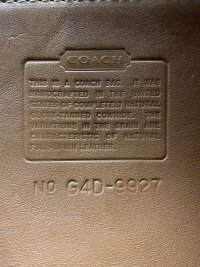 COACH
THIS IS A COACH BAG. IT WAS
HANDCRAFTED IN THE UNITED
STATES OF COMPLETELY NATURAL
GLOVE-TANNED COWHIDE. THE
VARIATIONS IN THE GRAIN ARE
CHARACTERISTIC OF NATURAL
FULL-GRAIN LEATHER.
NO G4D-9927